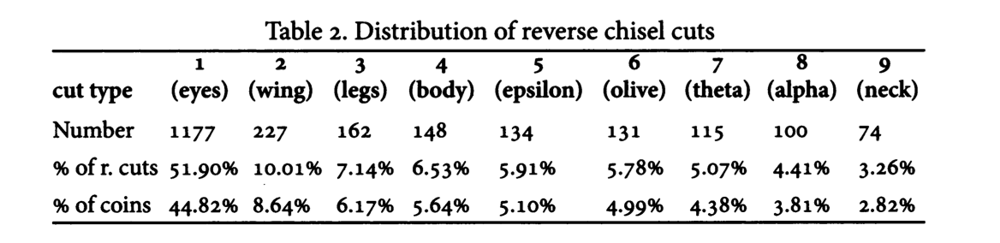 Table 2. Distribution of reverse chisel cuts
1 2 3 4 5 6 7 8 9
cut type (eyes) (wing) (legs) (body) (epsilon) (olive) (theta) (alpha) (neck)
Number 1177 227 162 148 134 131 115 100 74
% of r. cuts 51.90% 10.01% 7.14% 6.53% 5.91% 5.78% 5.07% 4.41% 3.26%
% of coins 44.82% 8.64% 6.17% 5.64% 5.10% 4.99% 4.38% 3.81% 2.82%